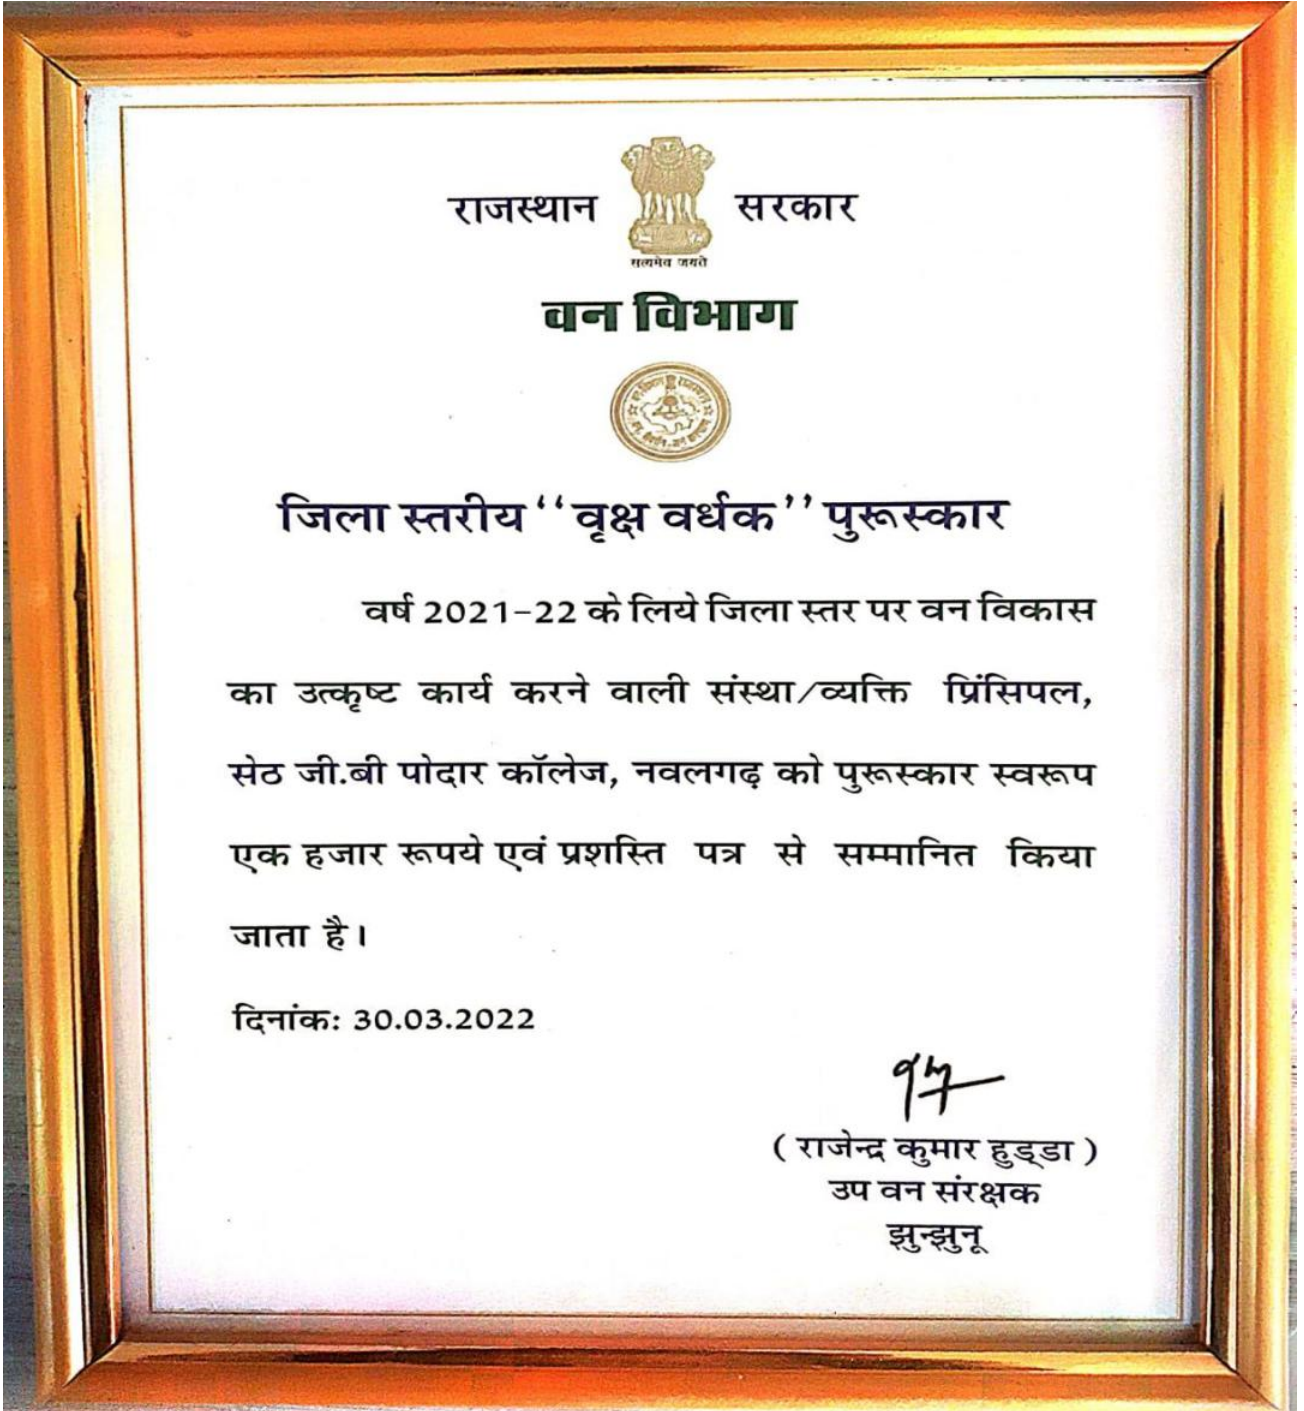 राजस्थान सरकार
सत्यमेव जयते
वन विभाग
जिला स्तरीय ‘‘वृक्ष वर्धक’’ पुरूस्कार
वर्ष 2021-22 के लिये जिला स्तर पर वन विकास
का उत्कृष्ट कार्य करने वाली संस्था/व्यक्ति प्रिंसिपल,
सेठ जी.बी पोदार कॉलेज, नवलगढ़ को पुरूस्कार स्वरूप
एक हजार रूपये एवं प्रशस्ति पत्र से सम्मानित किया
जाता है।
दिनांक: 30.03.2022
( राजेन्द्र कुमार हुड्डा )
उप वन संरक्षक
झुन्झुनू